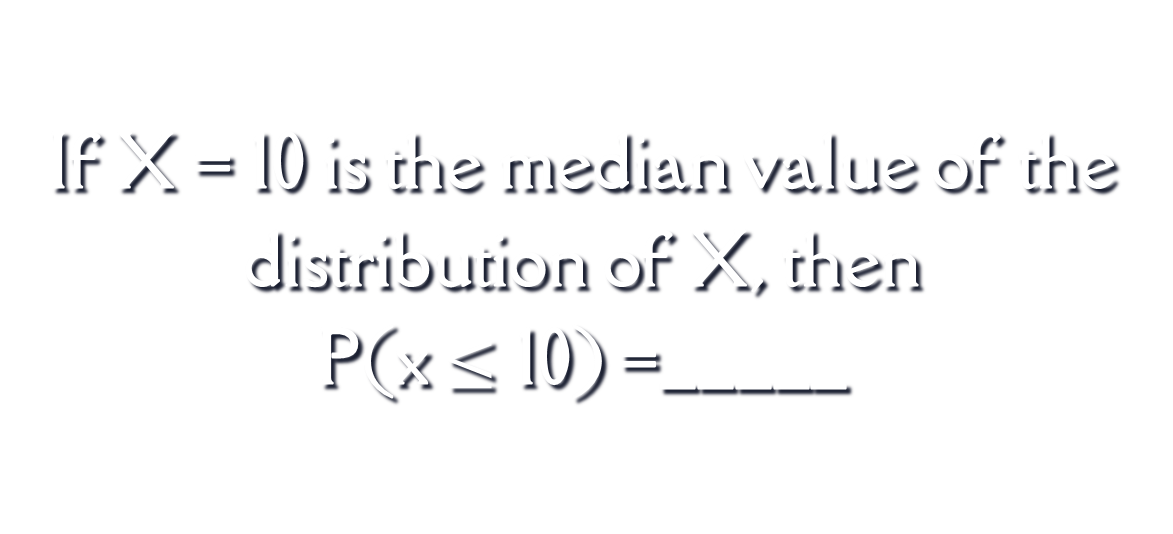 If X = 10 is the median value of the
distribution of X, then
P(x ≤ 10) =_____